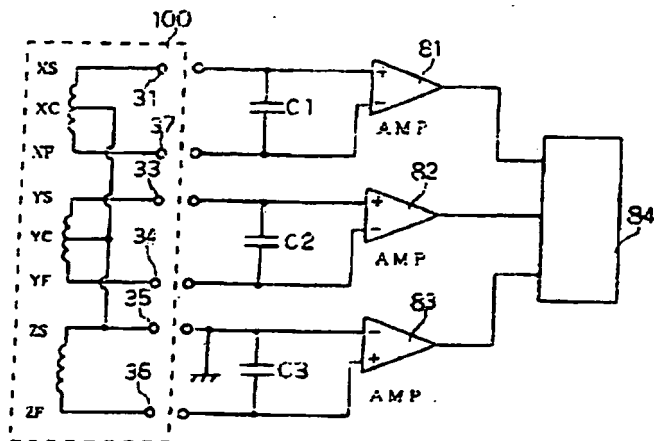 100
XS
31
81
XC
C1
AMP
37
XP
33
YS
82
YC
C2
84
34
AMP
YF
35
83
ZS
36
C3
AMP
ZF